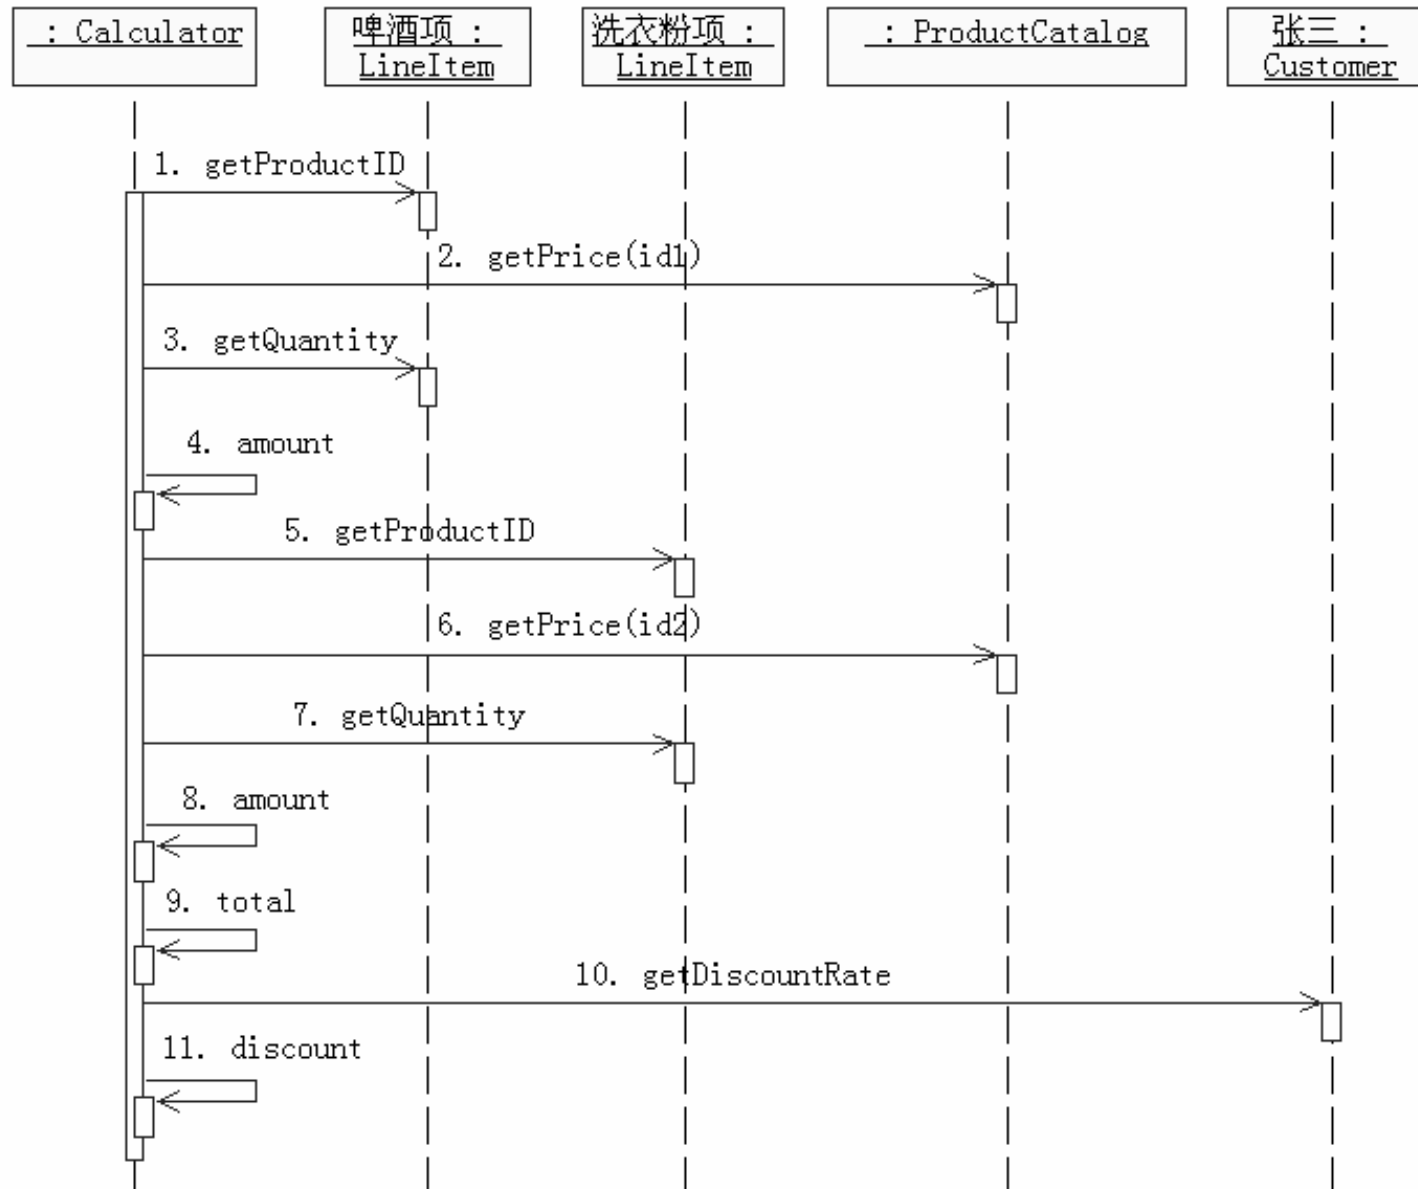 : Calculator
啤酒项 :
LineItem
洗衣粉项 :
LineItem
: ProductCatalog
张三 :
Customer
1. getProductID
2. getPrice(id1)
3. getQuantity
4. amount
5. getProductID
6. getPrice(id2)
7. getQuantity
8. amount
9. total
10. getDiscountRate
11. discount